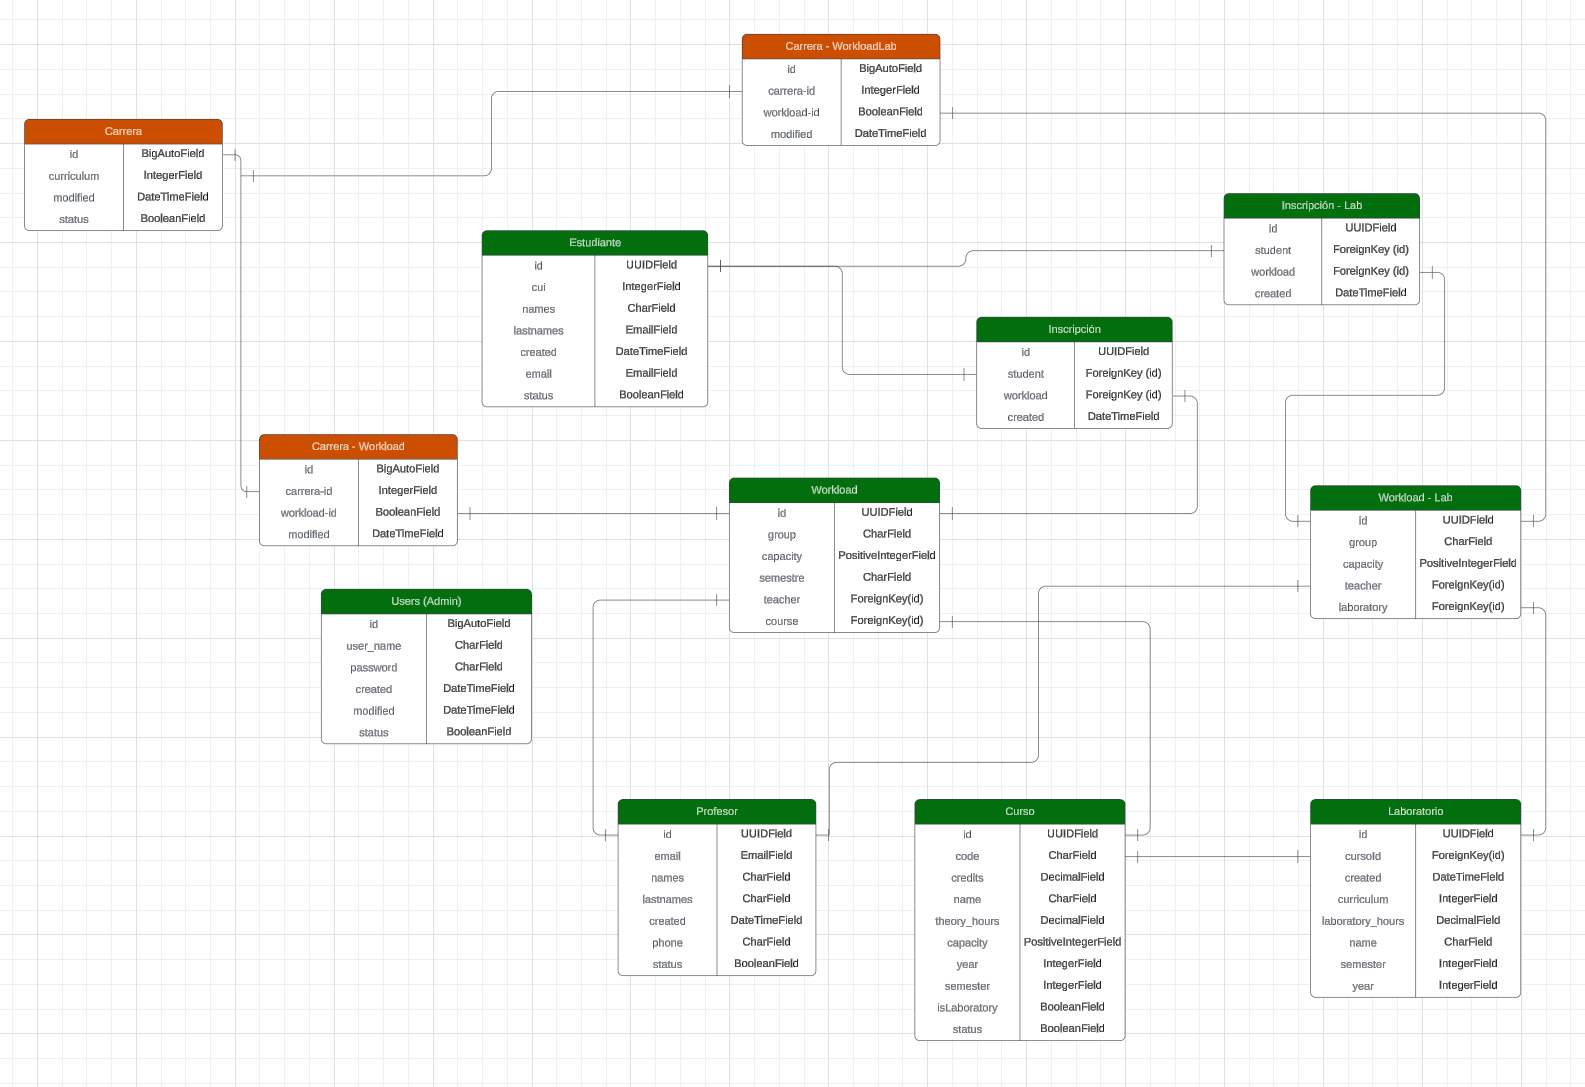 Carrera - WorkloadLab
id BigAutoField
carrera-id IntegerField
workload-id BooleanField
modified DateTimeField
Carrera
id BigAutoField
curriculum IntegerField
modified DateTimeField
status BooleanField
Inscripción - Lab
id UUIDField
student ForeignKey (id)
workload ForeignKey (id)
created DateTimeField
Estudiante
id UUIDField
cui IntegerField
names CharField
lastnames EmailField
created DateTimeField
email EmailField
status BooleanField
Inscripción
id UUIDField
student ForeignKey (id)
workload ForeignKey (id)
created DateTimeField
Carrera - Workload
id BigAutoField
carrera-id IntegerField
workload-id BooleanField
modified DateTimeField
Workload
id UUIDField
group CharField
capacity PositiveIntegerField
semestre CharField
teacher ForeignKey(id)
course ForeignKey(id)
Workload - Lab
id UUIDField
group CharField
capacity PositiveIntegerField
teacher ForeignKey(id)
laboratory ForeignKey(id)
Users (Admin)
id BigAutoField
user_name CharField
password CharField
created DateTimeField
modified DateTimeField
status BooleanField
Profesor
id UUIDField
email EmailField
names CharField
lastnames CharField
created DateTimeField
phone CharField
status BooleanField
Curso
id UUIDField
code CharField
credits DecimalField
name CharField
theory_hours DecimalField
capacity PositiveIntegerField
year IntegerField
semester IntegerField
isLaboratory BooleanField
status BooleanField
Laboratorio
id UUIDField
cursoId ForeignKey(id)
created DateTimeField
curriculum IntegerField
laboratory_hours DecimalField
name CharField
semester IntegerField
year IntegerField